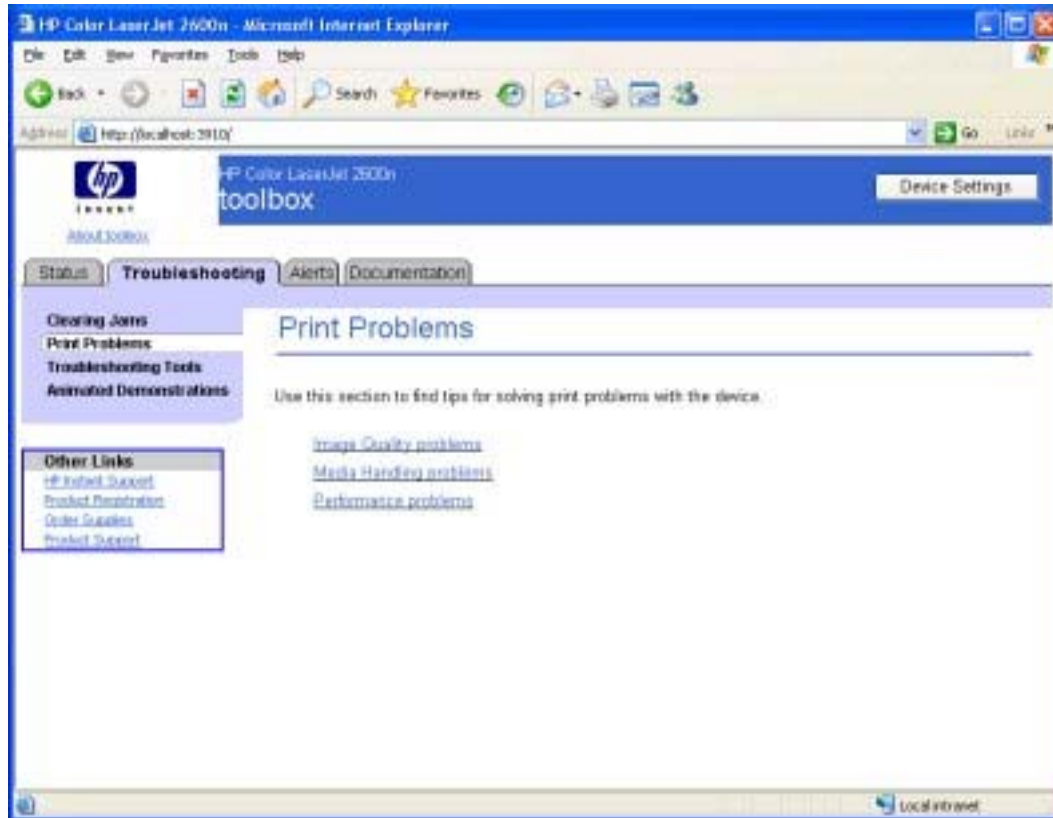 HP Color LaserJet 2600n - Microsoft Internet Explorer
File Edit View Favorites Tools Help
Back Search Favorites
Address http://localhost:3910/ Go Links
hp
invent
HP Color LaserJet 2600n
toolbox
Device Settings
About toolbox
Status Troubleshooting Alerts Documentation
Clearing Jams
Print Problems
Troubleshooting Tools
Animated Demonstrations
Print Problems
Use this section to find tips for solving print problems with the device.
Image Quality problems
Media Handling problems
Performance problems
Other Links
HP Instant Support
Product Registration
Order Supplies
Product Support
Local intranet